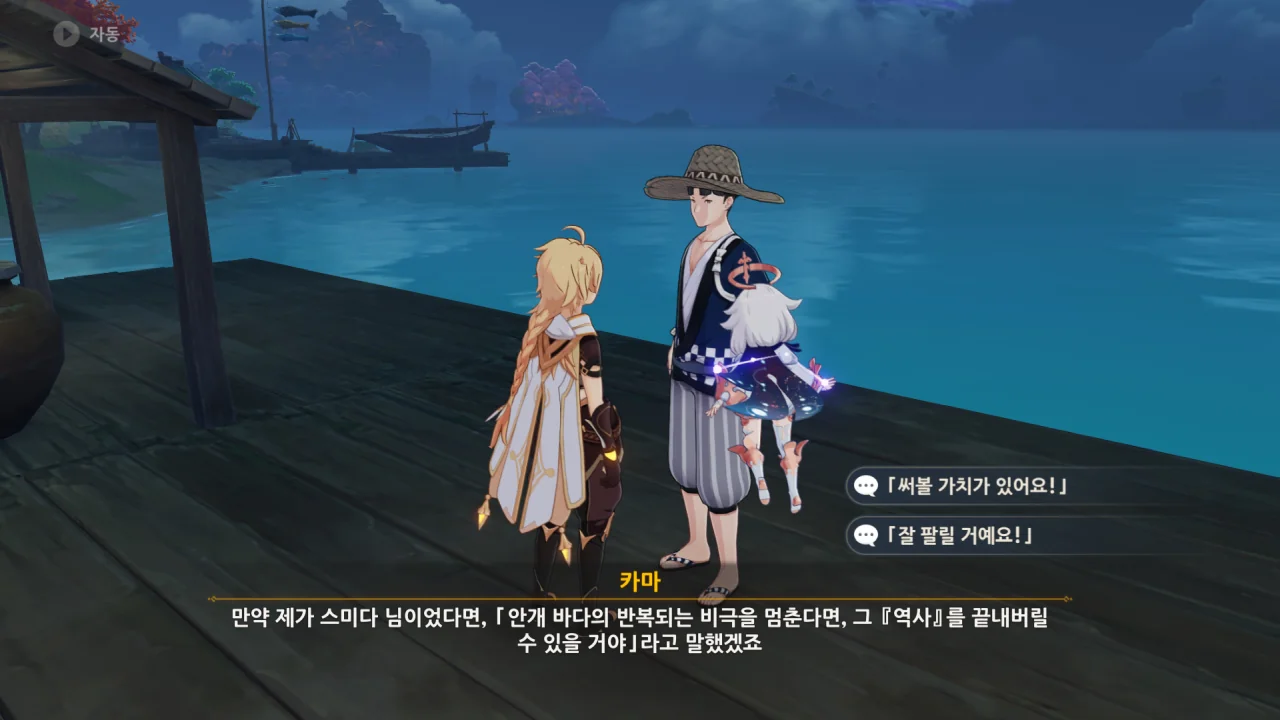 자동
「써볼 가치가 있어요!」
「잘 팔릴 거예요!」
카마
만약 제가 스미다 님이었다면, 「안개 바다의 반복되는 비극을 멈춘다면, 그 『역사』를 끝내버릴
수 있을 거야」라고 말했겠죠